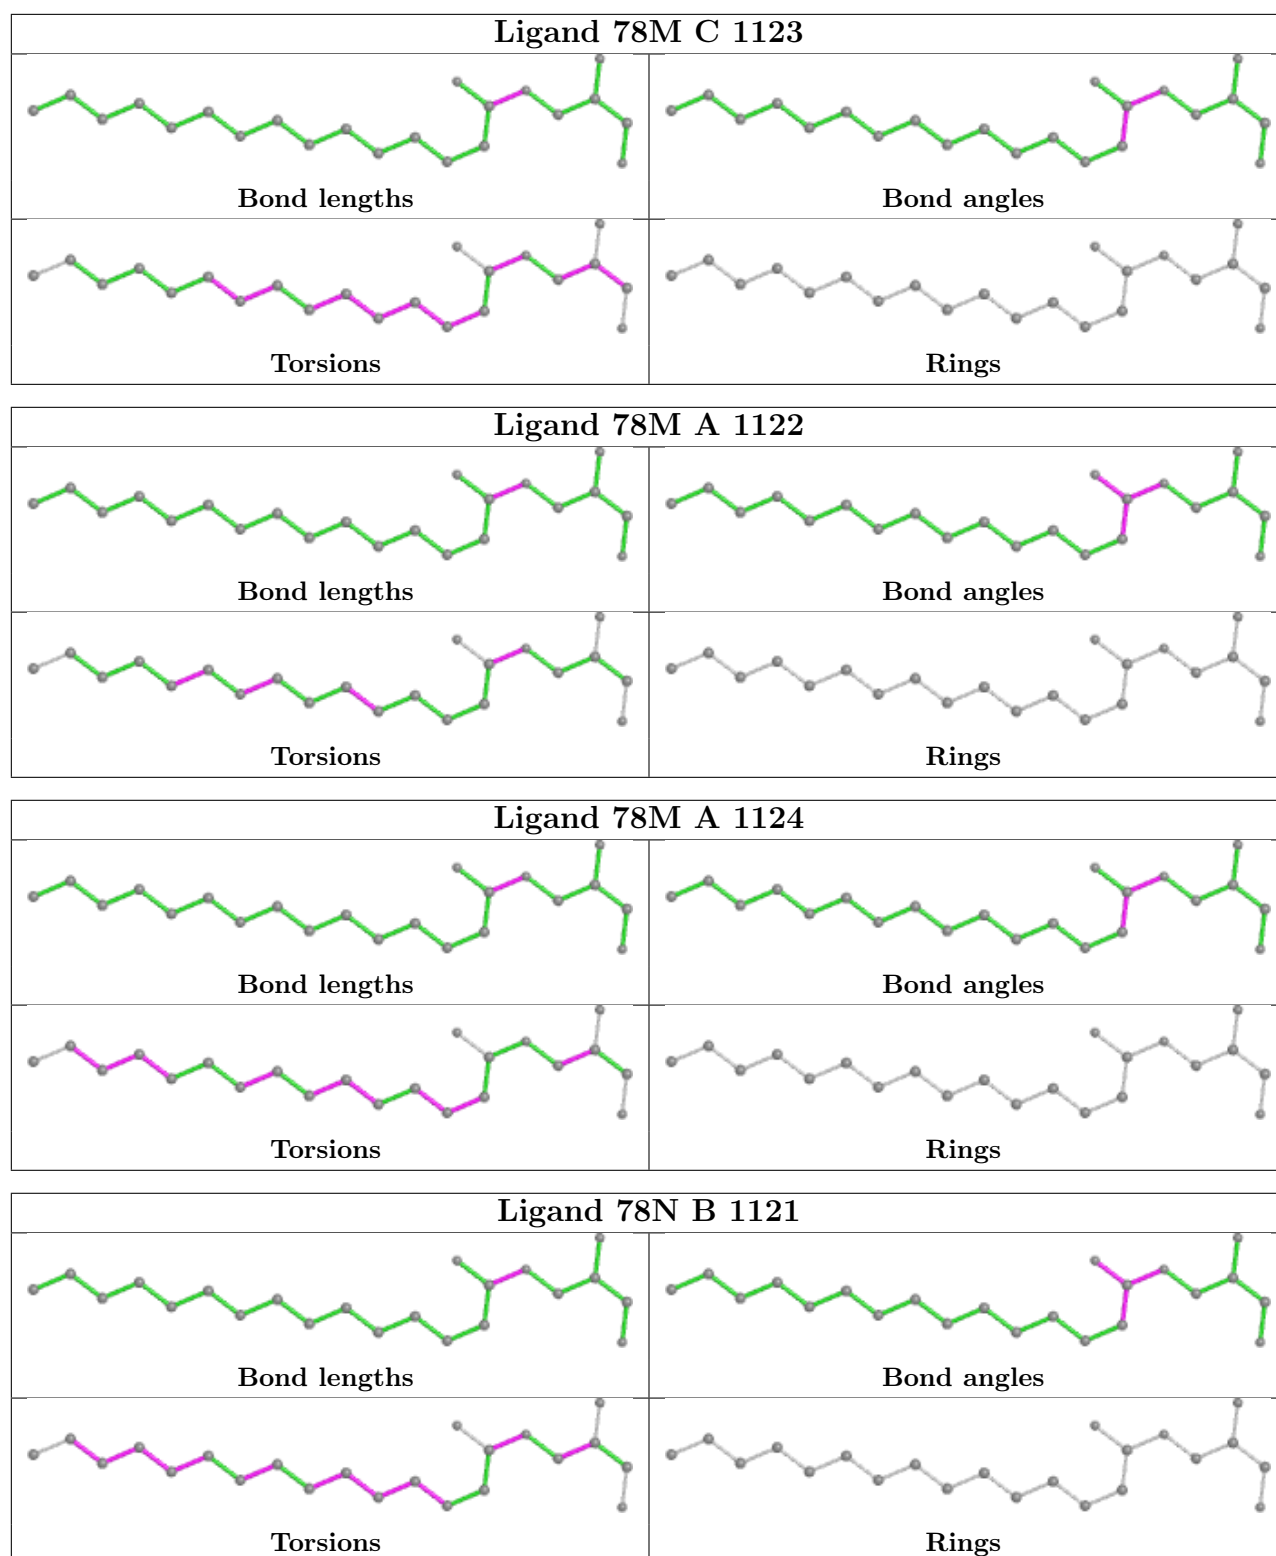 Ligand 78M C 1123
Bond lengths
Bond angles
Torsions
Rings
Ligand 78M A 1122
Bond lengths
Bond angles
Torsions
Rings
Ligand 78M A 1124
Bond lengths
Bond angles
Torsions
Rings
Ligand 78N B 1121
Bond lengths
Bond angles
Torsions
Rings